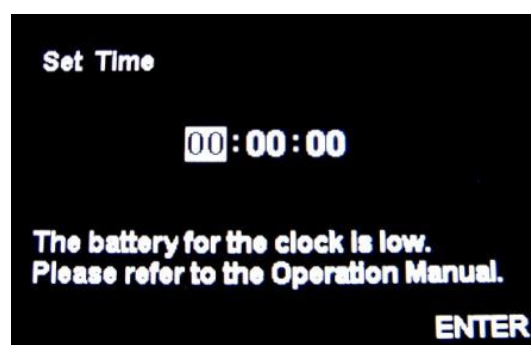 Set Time
00:00:00
The battery for the clock is low.
Please refer to the Operation Manual.
ENTER